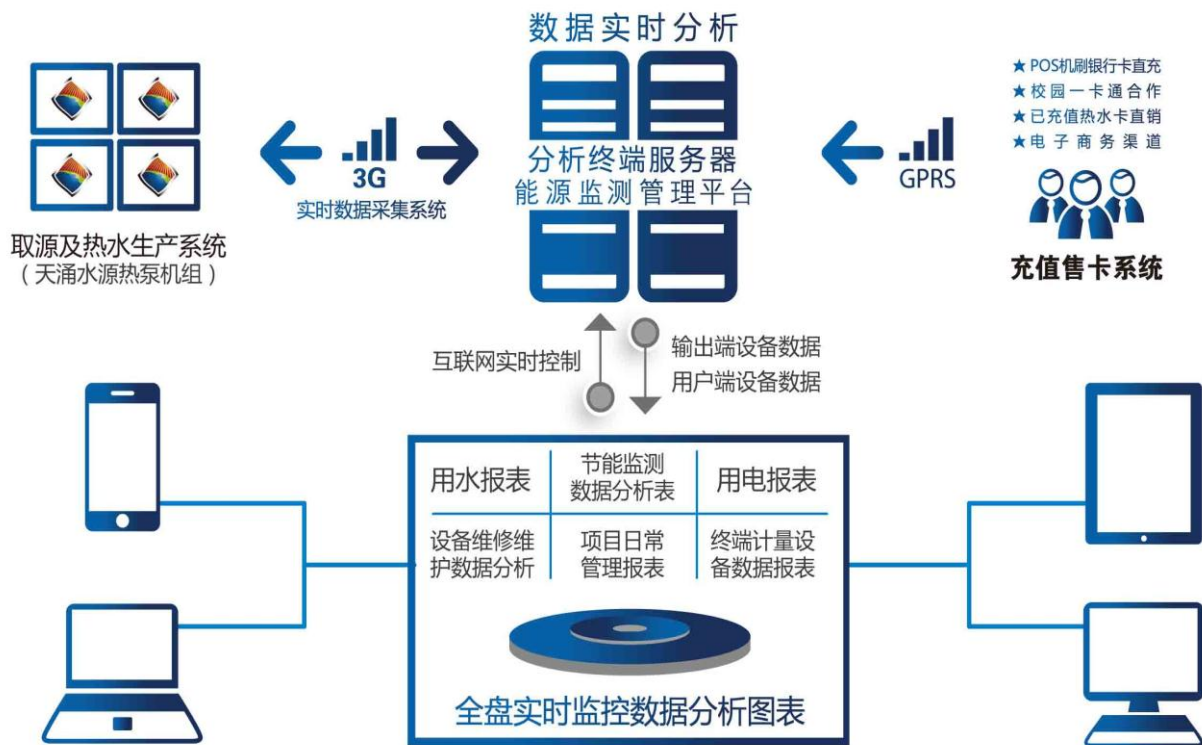 数据实时分析
分析终端服务器
能源监测管理平台
3G
实时数据采集系统
取源及热水生产系统
（天涌水源热泵机组）
GPRS
★ POS机刷银行卡直充
★ 校园一卡通合作
★ 已充值热水卡直销
★ 电子商务渠道
充值售卡系统
互联网实时控制
输出端设备数据
用户端设备数据
用水报表
节能监测
数据分析表
用电报表
设备维修维
护数据分析
项目日常
管理报表
终端计量设
备数据报表
全盘实时监控数据分析图表